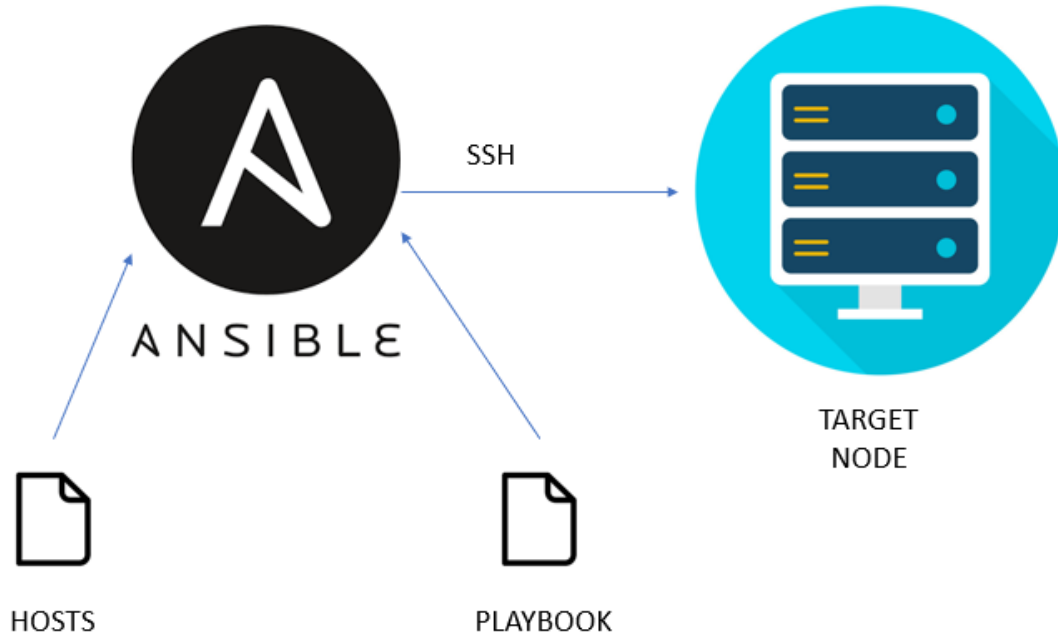 SSH
ANSIBLE
TARGET
NODE
HOSTS
PLAYBOOK